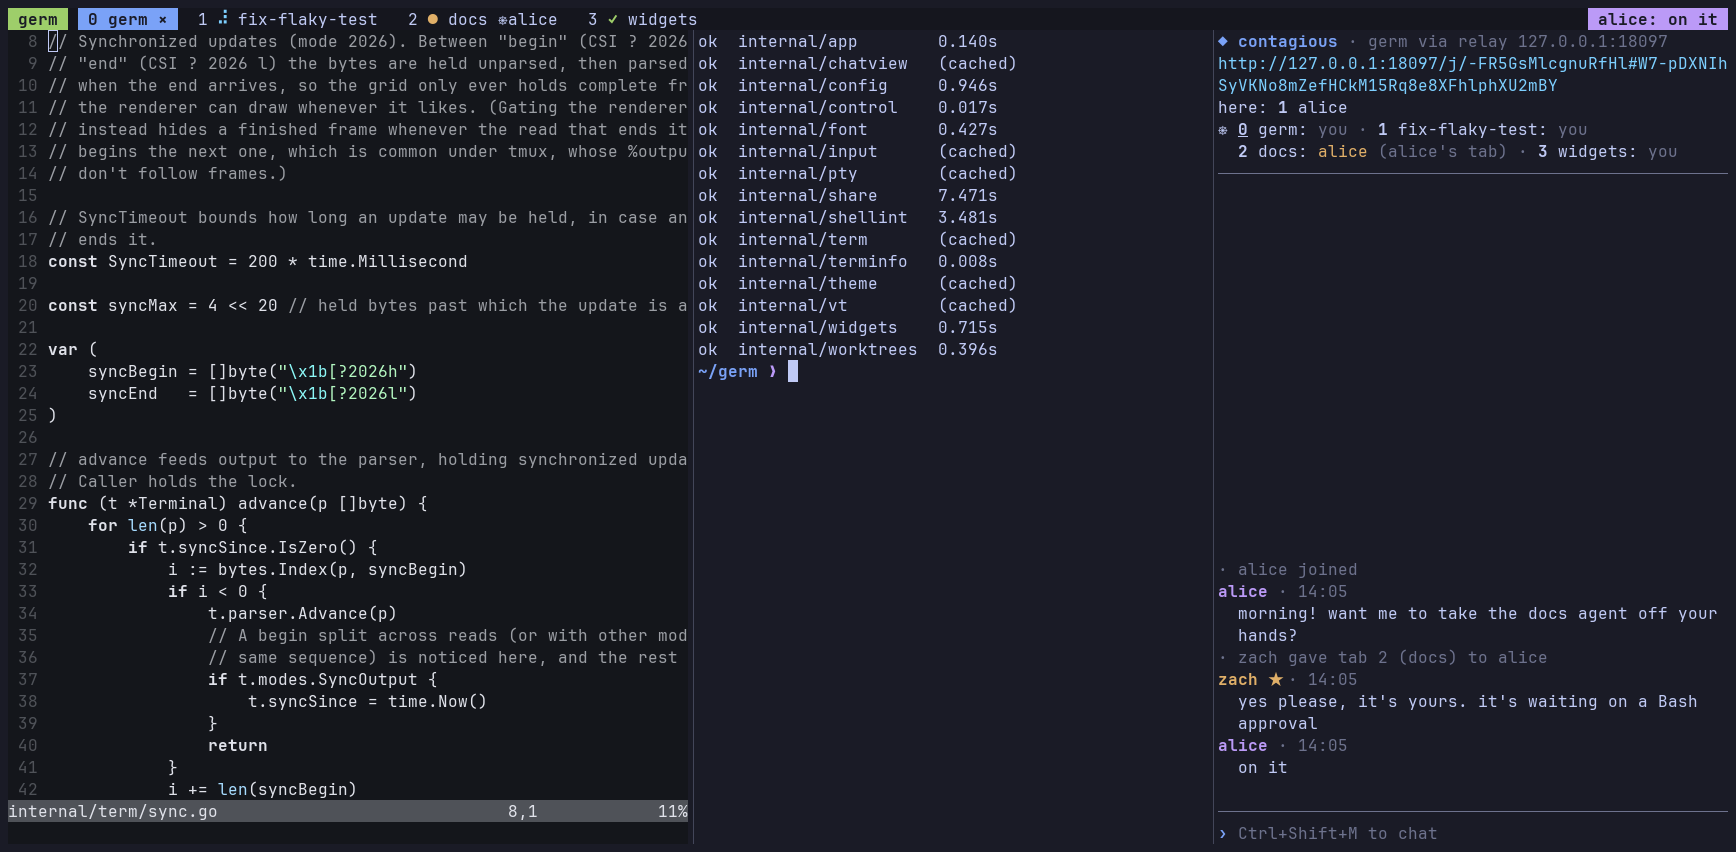 germ 0 germ × 1 fix-flaky-test 2 ● docs ⎈alice 3 ✓ widgets alice: on it
8 // Synchronized updates (mode 2026). Between "begin" (CSI ? 2026
9 // "end" (CSI ? 2026 l) the bytes are held unparsed, then parsed
10 // when the end arrives, so the grid only ever holds complete fr
11 // the renderer can draw whenever it likes. (Gating the renderer
12 // instead hides a finished frame whenever the read that ends it
13 // begins the next one, which is common under tmux, whose %outpu
14 // don't follow frames.)
15
16 // SyncTimeout bounds how long an update may be held, in case an
17 // ends it.
18 const SyncTimeout = 200 * time.Millisecond
19
20 const syncMax = 4 << 20 // held bytes past which the update is a
21
22 var (
23     syncBegin = []byte("\x1b[?2026h")
24     syncEnd   = []byte("\x1b[?2026l")
25 )
26
27 // advance feeds output to the parser, holding synchronized upda
28 // Caller holds the lock.
29 func (t *Terminal) advance(p []byte) {
30     for len(p) > 0 {
31         if t.syncSince.IsZero() {
32             i := bytes.Index(p, syncBegin)
33             if i < 0 {
34                 t.parser.Advance(p)
35                 // A begin split across reads (or with other mod
36                 // same sequence) is noticed here, and the rest
37                 if t.modes.SyncOutput {
38                     t.syncSince = time.Now()
39                 }
40                 return
41             }
42             i += len(syncBegin)
internal/term/sync.go 8,1 11%
ok  internal/app        0.140s
ok  internal/chatview   (cached)
ok  internal/config     0.946s
ok  internal/control    0.017s
ok  internal/font       0.427s
ok  internal/input      (cached)
ok  internal/pty        (cached)
ok  internal/share      7.471s
ok  internal/shellint   3.481s
ok  internal/term       (cached)
ok  internal/terminfo   0.008s
ok  internal/theme      (cached)
ok  internal/vt         (cached)
ok  internal/widgets    0.715s
ok  internal/worktrees  0.396s
~/germ ❯
◆ contagious · germ via relay 127.0.0.1:18097
http://127.0.0.1:18097/j/-FR5GsMlcgnuRfHl#W7-pDXNIh
SyVKNo8mZefHCkM15Rq8e8XFhlphXU2mBY
here: 1 alice
⎈ 0 germ: you · 1 fix-flaky-test: you
2 docs: alice (alice's tab) · 3 widgets: you
· alice joined
alice · 14:05
morning! want me to take the docs agent off your
hands?
· zach gave tab 2 (docs) to alice
zach ★ · 14:05
yes please, it's yours. it's waiting on a Bash
approval
alice · 14:05
on it
› Ctrl+Shift+M to chat